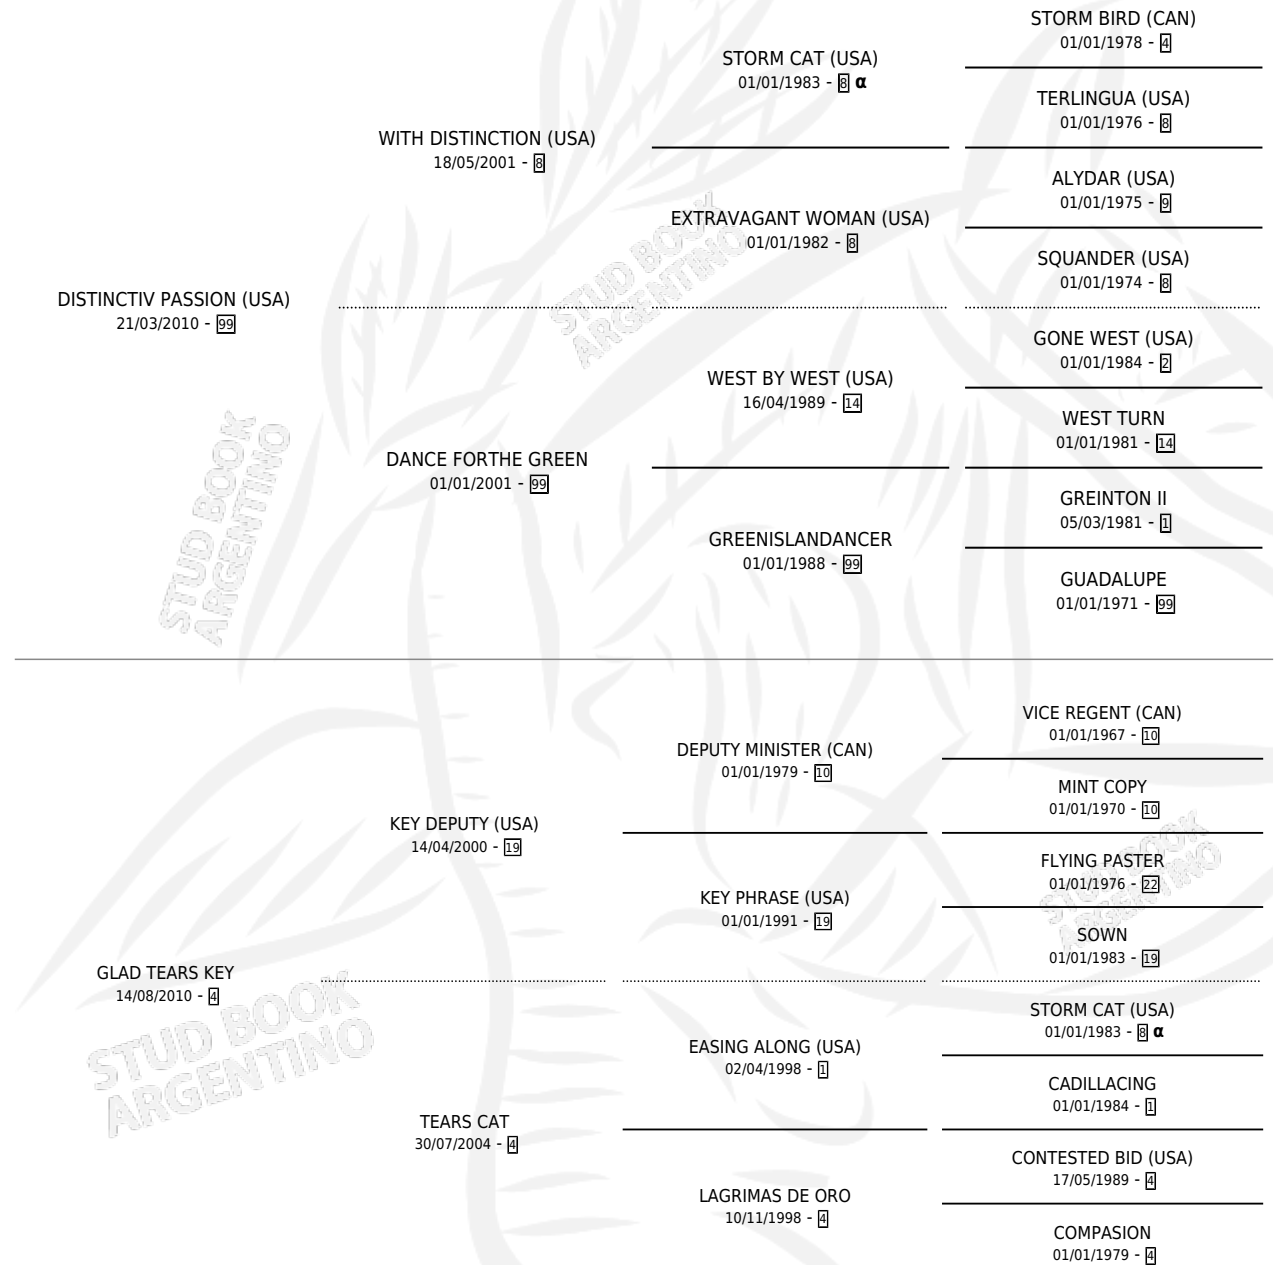 STORM BIRD (CAN)
01/01/1978 - 4
STORM CAT (USA)
01/01/1983 - 8 α
TERLINGUA (USA)
01/01/1976 - 8
WITH DISTINCTION (USA)
18/05/2001 - 8
ALYDAR (USA)
01/01/1975 - 9
EXTRAVAGANT WOMAN (USA)
01/01/1982 - 8
SQUANDER (USA)
01/01/1974 - 8
DISTINCTIV PASSION (USA)
21/03/2010 - 99
GONE WEST (USA)
01/01/1984 - 2
WEST BY WEST (USA)
16/04/1989 - 14
WEST TURN
01/01/1981 - 14
DANCE FORTHE GREEN
01/01/2001 - 99
GREINTON II
05/03/1981 - 1
GREENISLANDANCER
01/01/1988 - 99
GUADALUPE
01/01/1971 - 99
VICE REGENT (CAN)
01/01/1967 - 10
DEPUTY MINISTER (CAN)
01/01/1979 - 10
MINT COPY
01/01/1970 - 10
KEY DEPUTY (USA)
14/04/2000 - 19
FLYING PASTER
01/01/1976 - 22
KEY PHRASE (USA)
01/01/1991 - 19
SOWN
01/01/1983 - 19
GLAD TEARS KEY
14/08/2010 - 4
STORM CAT (USA)
01/01/1983 - 8 α
EASING ALONG (USA)
02/04/1998 - 1
CADILLACING
01/01/1984 - 1
TEARS CAT
30/07/2004 - 4
CONTESTED BID (USA)
17/05/1989 - 4
LAGRIMAS DE ORO
10/11/1998 - 4
COMPASION
01/01/1979 - 4
STUD BOOK
ARGENTINO
STUD BOOK
ARGENTINO
STUD BOOK
ARGENTINO
STUD BOOK
ARGENTINO